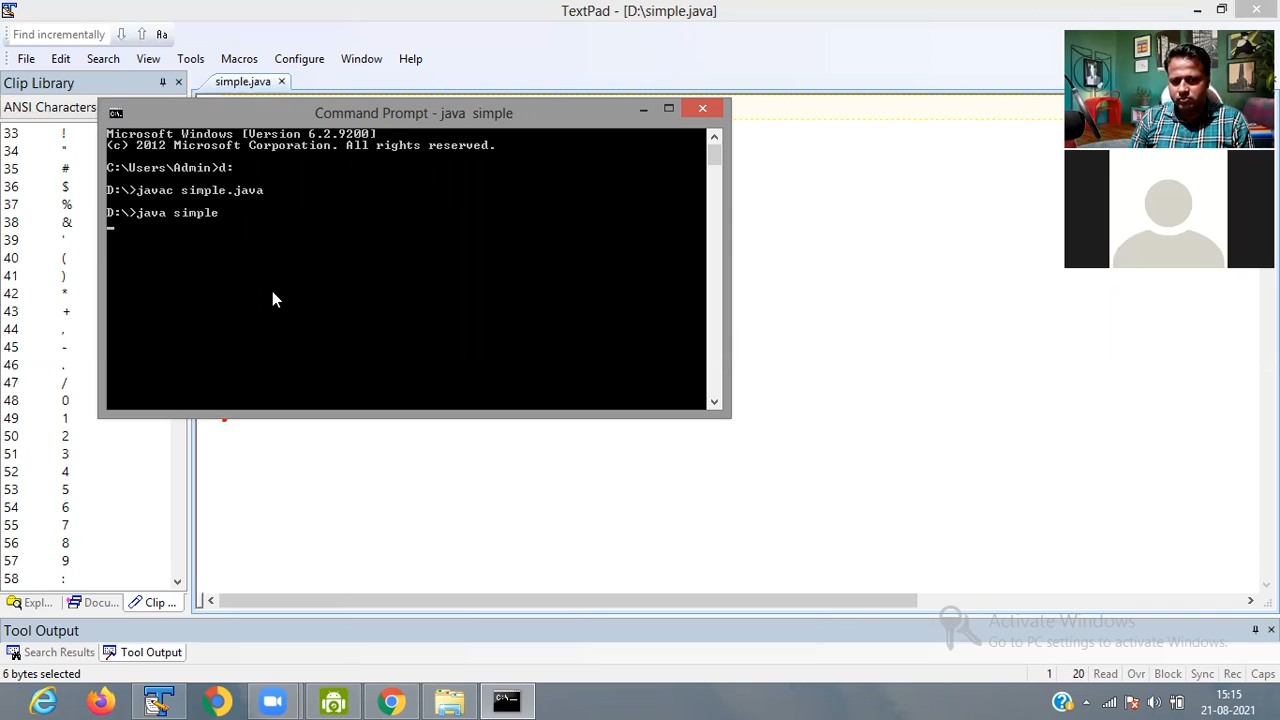 TextPad - [D:\simple.java]
Find incrementally
File Edit Search View Tools Macros Configure Window Help
Clip Library
simple.java
ANSI Characters
Command Prompt - java simple
Microsoft Windows [Version 6.2.9200]
(c) 2012 Microsoft Corporation. All rights reserved.
C:\Users\Admin>d:
D:\>javac simple.java
D:\>java simple
33 !
34 "
35 #
36 $
37 %
38 &
39 '
40 (
41 )
42 *
43 +
44 ,
45 -
46 .
47 /
48 0
49 1
50 2
51 3
52 4
53 5
54 6
55 7
56 8
57 9
58 :
Expl... Docu... Clip ...
Tool Output
Activate Windows
Go to PC settings to activate Windows.
Search Results Tool Output
6 bytes selected
1 20 Read Ovr Block Sync Rec Caps
15:15
21-08-2021